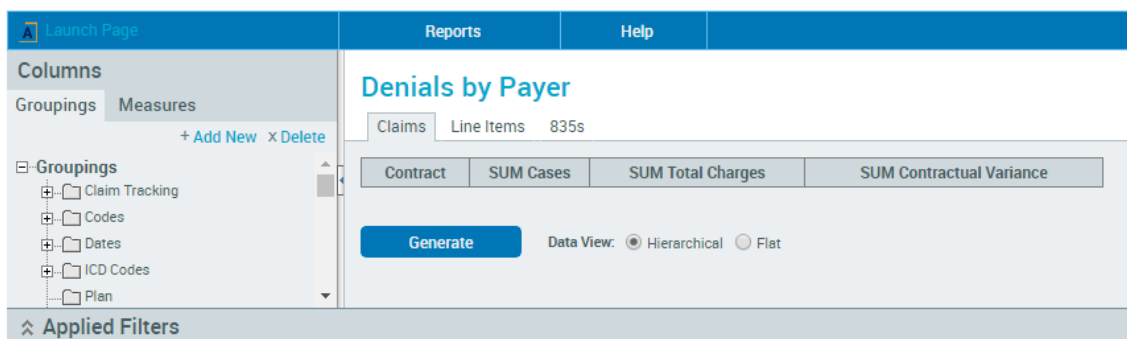 Launch Page Reports Help
Columns
Groupings Measures
+ Add New x Delete
Groupings
Claim Tracking
Codes
Dates
ICD Codes
Plan
Denials by Payer
Claims Line Items 835s
Contract SUM Cases SUM Total Charges SUM Contractual Variance
Generate Data View: Hierarchical Flat
Applied Filters